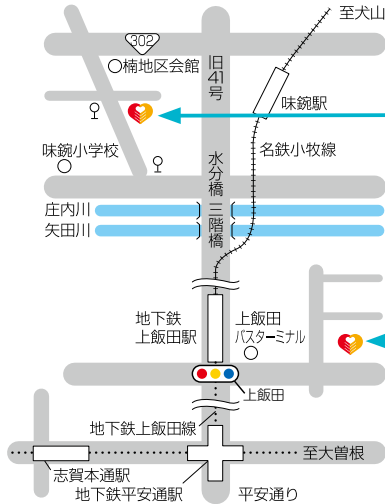 至犬山
302
楠地区会館
旧41号
味鋺駅
味鋺小学校
水分橋
名鉄小牧線
庄内川
三階橋
矢田川
地下鉄
上飯田駅
上飯田
バスターミナル
上飯田
地下鉄上飯田線
至大曽根
志賀本通駅
地下鉄平安通駅
平安通り